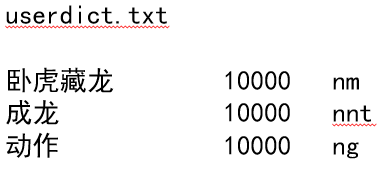 userdict.txt
卧虎藏龙 10000 nm
成龙 10000 nnt
动作 10000 ng